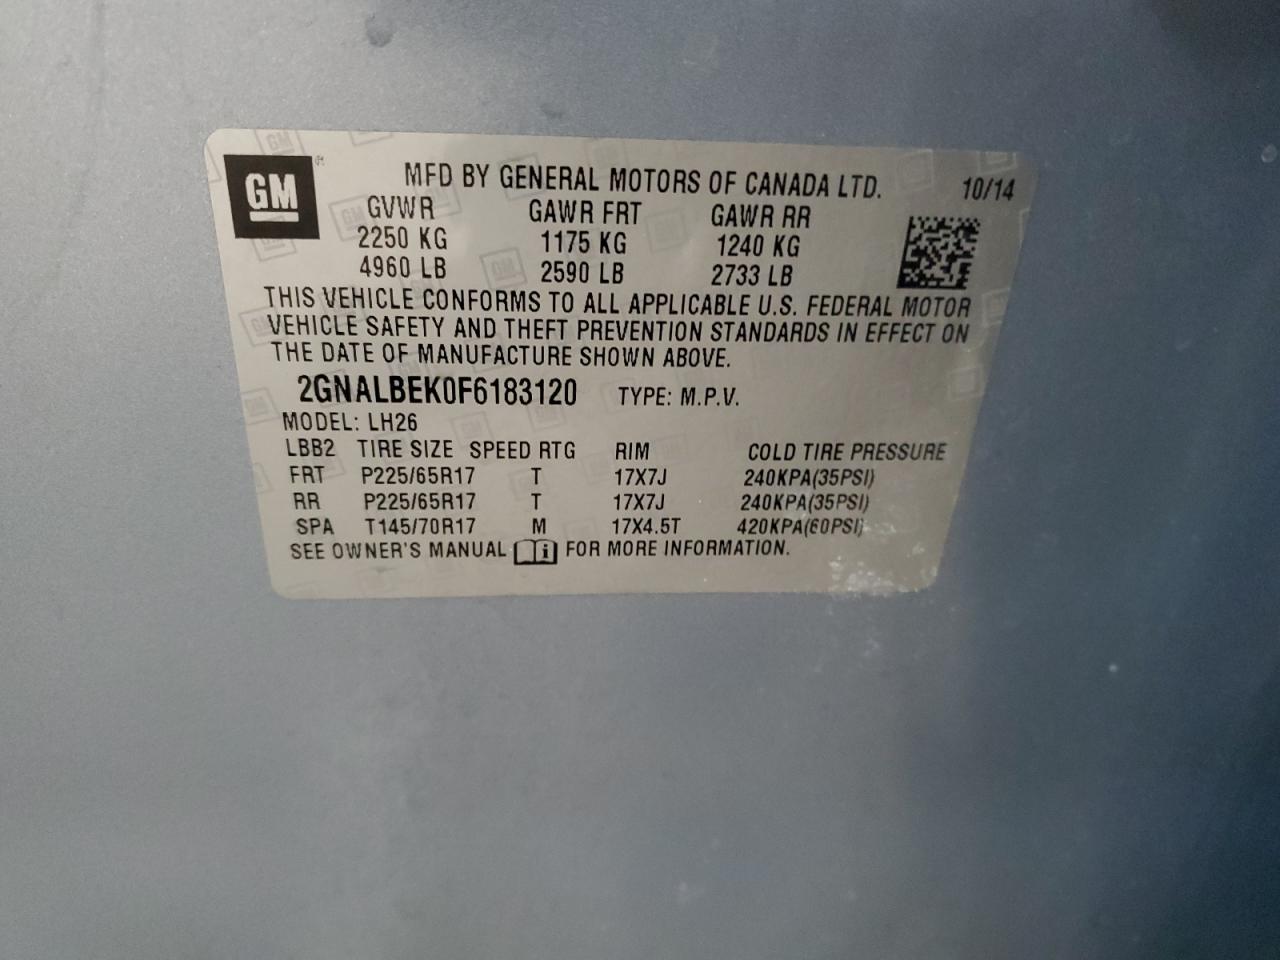 GM
MFD BY GENERAL MOTORS OF CANADA LTD. 10/14
GVWR GAWR FRT GAWR RR
2250 KG 1175 KG 1240 KG
4960 LB 2590 LB 2733 LB
THIS VEHICLE CONFORMS TO ALL APPLICABLE U.S. FEDERAL MOTOR
VEHICLE SAFETY AND THEFT PREVENTION STANDARDS IN EFFECT ON
THE DATE OF MANUFACTURE SHOWN ABOVE.
2GNALBEK0F6183120 TYPE: M.P.V.
MODEL: LH26
LBB2 TIRE SIZE SPEED RTG RIM COLD TIRE PRESSURE
FRT P225/65R17 T 17X7J 240KPA(35PSI)
RR P225/65R17 T 17X7J 240KPA(35PSI)
SPA T145/70R17 M 17X4.5T 420KPA(60PSI)
SEE OWNER'S MANUAL FOR MORE INFORMATION.